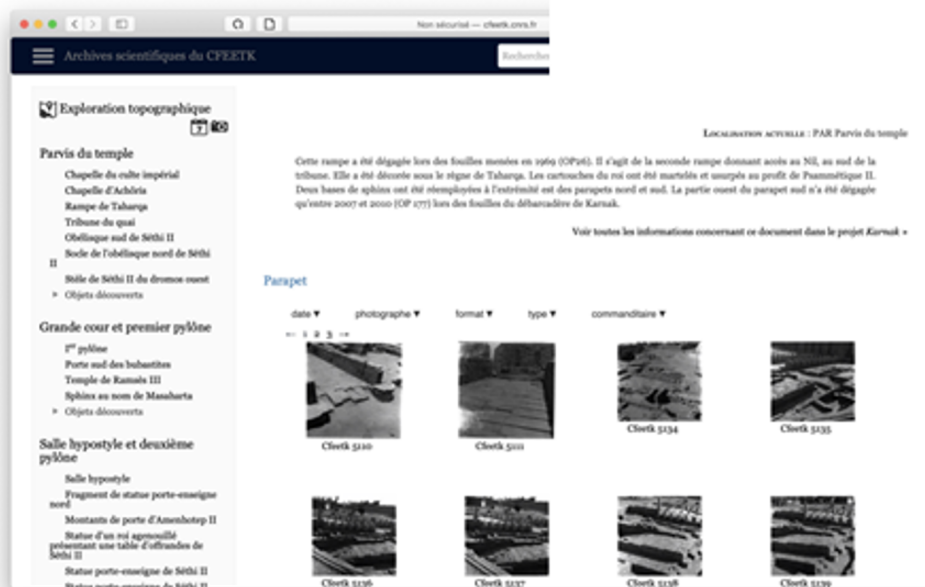 Non sécurisé — cfeetk.cnrs.fr
Archives scientifiques du CFEETK
Recherche
Exploration topographique
7
Parvis du temple
Chapelle du culte impérial
Chapelle d'Achôris
Rampe de Taharqa
Tribune du quai
Obélisque sud de Séthi II
Socle de l'obélisque nord de Séthi
II
Stèle de Séthi II du dromos ouest
» Objets découverts
Grande cour et premier pylône
Ier pylône
Porte sud des bubastites
Temple de Ramsès III
Sphinx au nom de Masaharta
» Objets découverts
Salle hypostyle et deuxième
pylône
Salle hypostyle
Fragment de statue porte-enseigne
nord
Montants de porte d'Amenhotep II
Statue d'un roi agenouillé
présentant une table d'offrandes de
Séthi II
Statue porte-enseigne de Séthi II
Statue porte-enseigne de Séthi II
Localisation actuelle : PAR Parvis du temple
Cette rampe a été dégagée lors des fouilles menées en 1969 (OP26). Il s'agit de la seconde rampe donnant accès au Nil, au sud de la
tribune. Elle a été décorée sous le règne de Taharqa. Les cartouches du roi ont été martelés et usurpés au profit de Psammétique II.
Deux bases de sphinx ont été réemployées à l'extrémité est des parapets nord et sud. La partie ouest du parapet sud n'a été dégagée
qu'entre 2007 et 2010 (OP 177) lors des fouilles du débarcadère de Karnak.
Voir toutes les informations concernant ce document dans le projet Karnak »
Parapet
date ▼ photographe ▼ format ▼ type ▼ commanditaire ▼
← 1 2 3 →
Cfeetk 5110 Cfeetk 5111 Cfeetk 5134 Cfeetk 5135
Cfeetk 5136 Cfeetk 5137 Cfeetk 5138 Cfeetk 5139